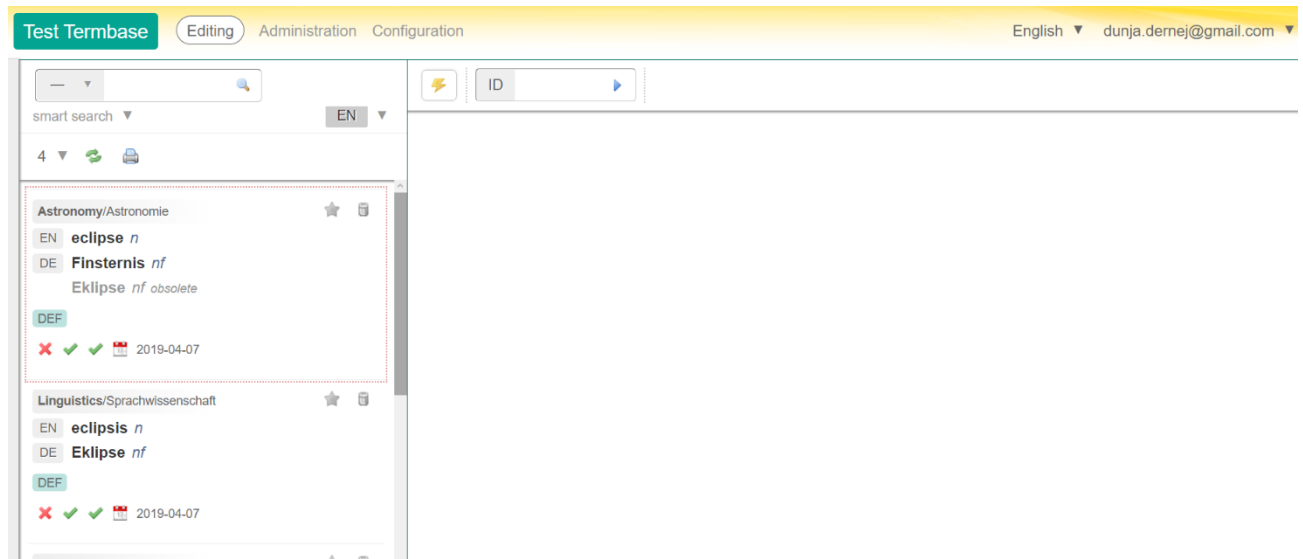 Test Termbase Editing Administration Configuration English ▼ dunja.dernej@gmail.com ▼
— ▼
ID
smart search ▼ EN ▼
4 ▼
Astronomy/Astronomie
EN eclipse n
DE Finsternis nf
Eklipse nf obsolete
DEF
2019-04-07
Linguistics/Sprachwissenschaft
EN eclipsis n
DE Eklipse nf
DEF
2019-04-07